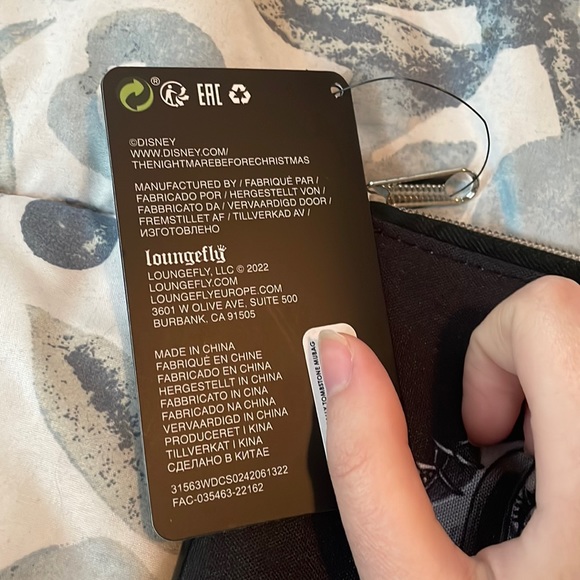 ®
EAC
©DISNEY
WWW.DISNEY.COM/
THENIGHTMAREBEFORECHRISTMAS
MANUFACTURED BY / FABRIQUÉ PAR /
FABRICADO POR / HERGESTELLT VON /
FABBRICATO DA / VERVAARDIGD DOOR /
FREMSTILLET AF / TILLVERKAD AV /
ИЗГОТОВЛЕНО
loungefly
LOUNGEFLY, LLC © 2022
LOUNGEFLY.COM
LOUNGEFLYEUROPE.COM
3601 W OLIVE AVE, SUITE 500
BURBANK. CA 91505
MADE IN CHINA
FABRIQUÉ EN CHINE
FABRICADO EN CHINA
HERGESTELLT IN CHINA
FABBRICATO IN CINA
FABRICADO NA CHINA
VERVAARDIGD IN CHINA
PRODUCERET I KINA
TILLVERKAT I KINA
СДЕЛАНО В КИТАЕ
31563WDCS0242061322
FAC-035463-22162
TOMBSTONE